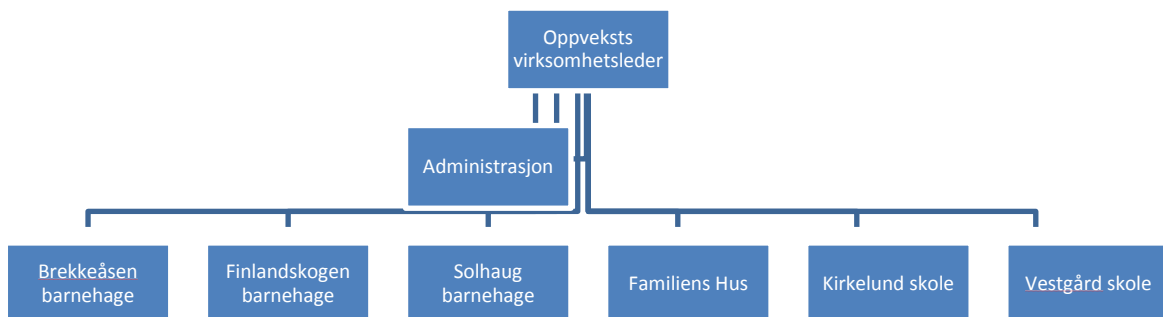 Oppveksts
virksomhetsleder
Administrasjon
Brekkeåsen
barnehage
Finlandskogen
barnehage
Solhaug
barnehage
Familiens Hus
Kirkelund skole
Vestgård skole